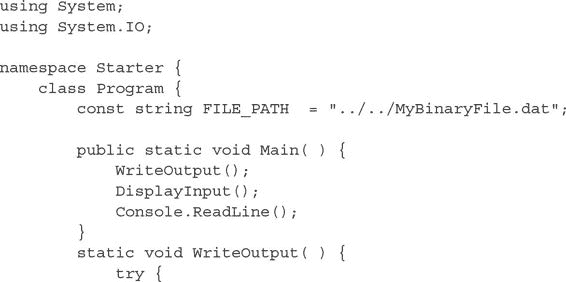 using System;
using System.IO;
namespace Starter {
class Program {
const string FILE_PATH = "../../MyBinaryFile.dat";
public static void Main( ) {
WriteOutput();
DisplayInput();
Console.ReadLine();
}
static void WriteOutput( ) {
try {